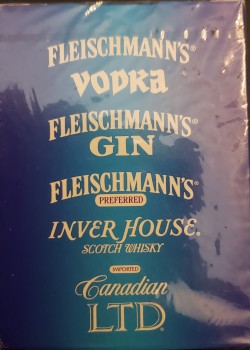 FLEISCHMANN'S®
VODKA
FLEISCHMANN'S®
GIN
FLEISCHMANN'S®
PREFERRED
INVER HOUSE®
SCOTCH WHISKY
IMPORTED
Canadian
LTD®